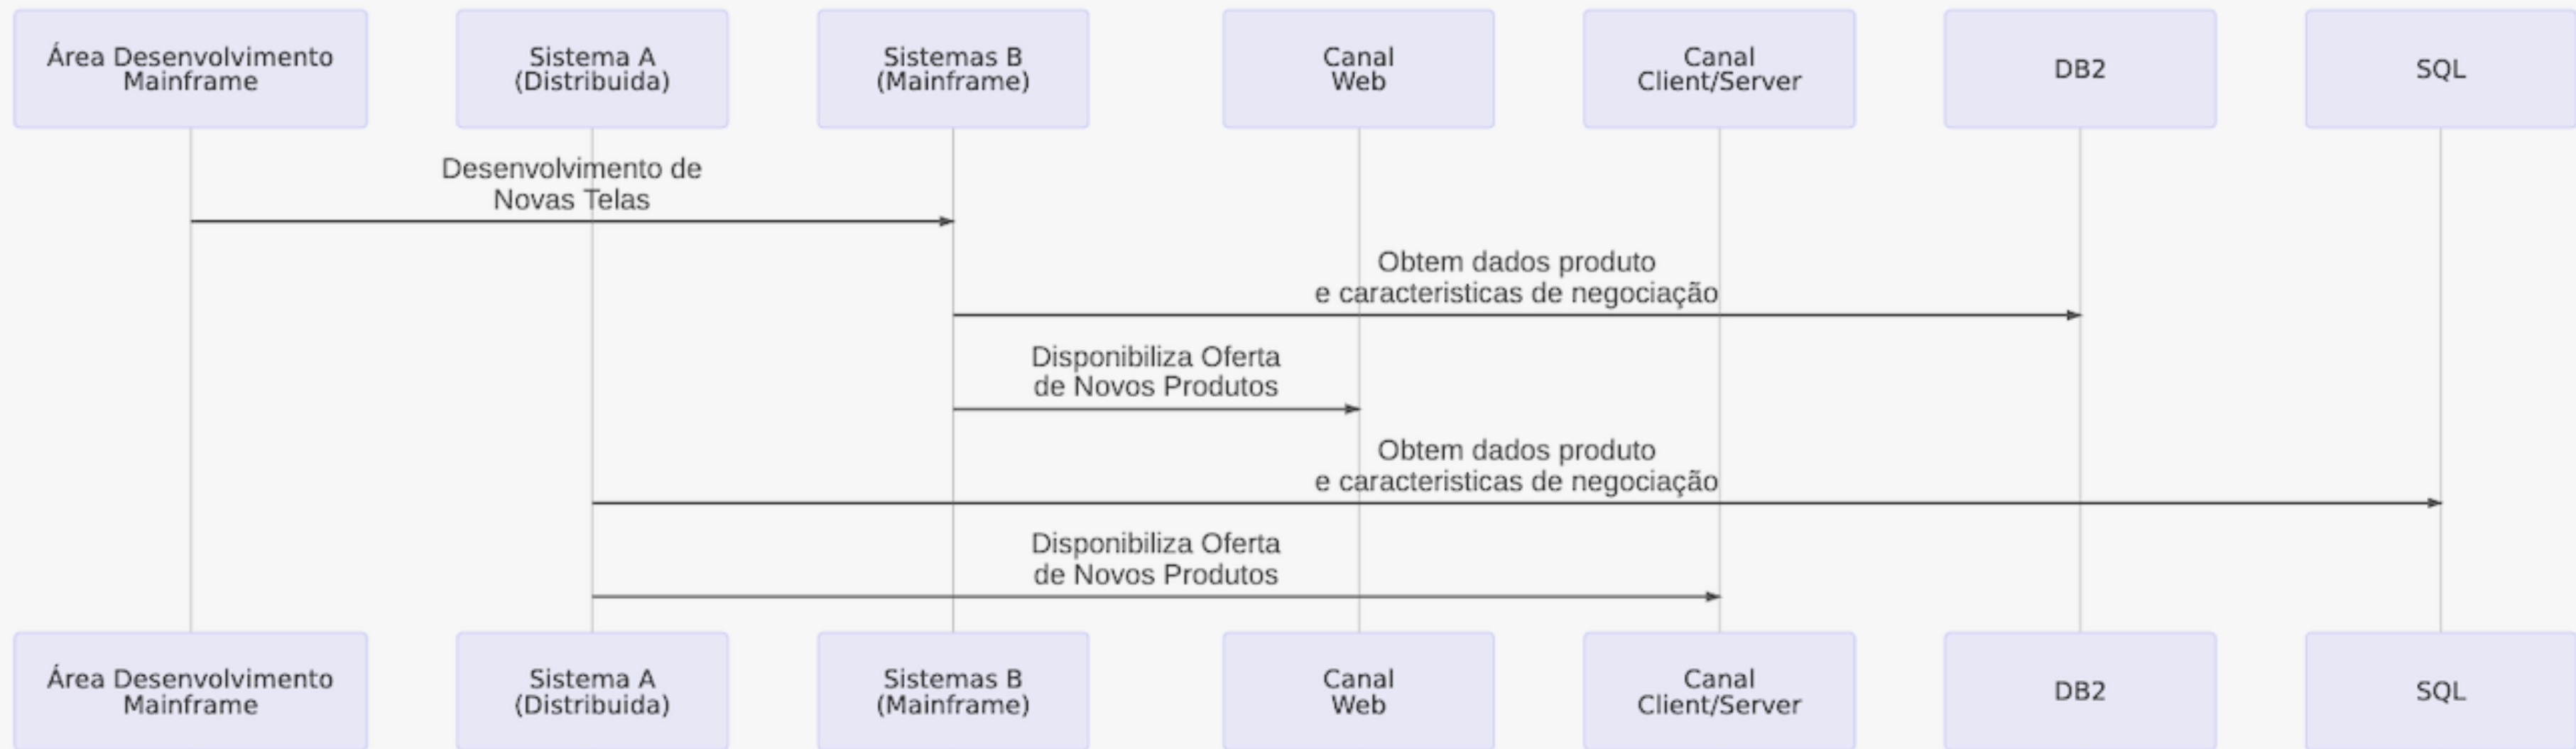 Área Desenvolvimento
Mainframe
Sistema A
(Distribuida)
Sistemas B
(Mainframe)
Canal
Web
Canal
Client/Server
DB2
SQL
Desenvolvimento de
Novas Telas
Obtem dados produto
e caracteristicas de negociação
Disponibiliza Oferta
de Novos Produtos
Obtem dados produto
e caracteristicas de negociação
Disponibiliza Oferta
de Novos Produtos
Área Desenvolvimento
Mainframe
Sistema A
(Distribuida)
Sistemas B
(Mainframe)
Canal
Web
Canal
Client/Server
DB2
SQL